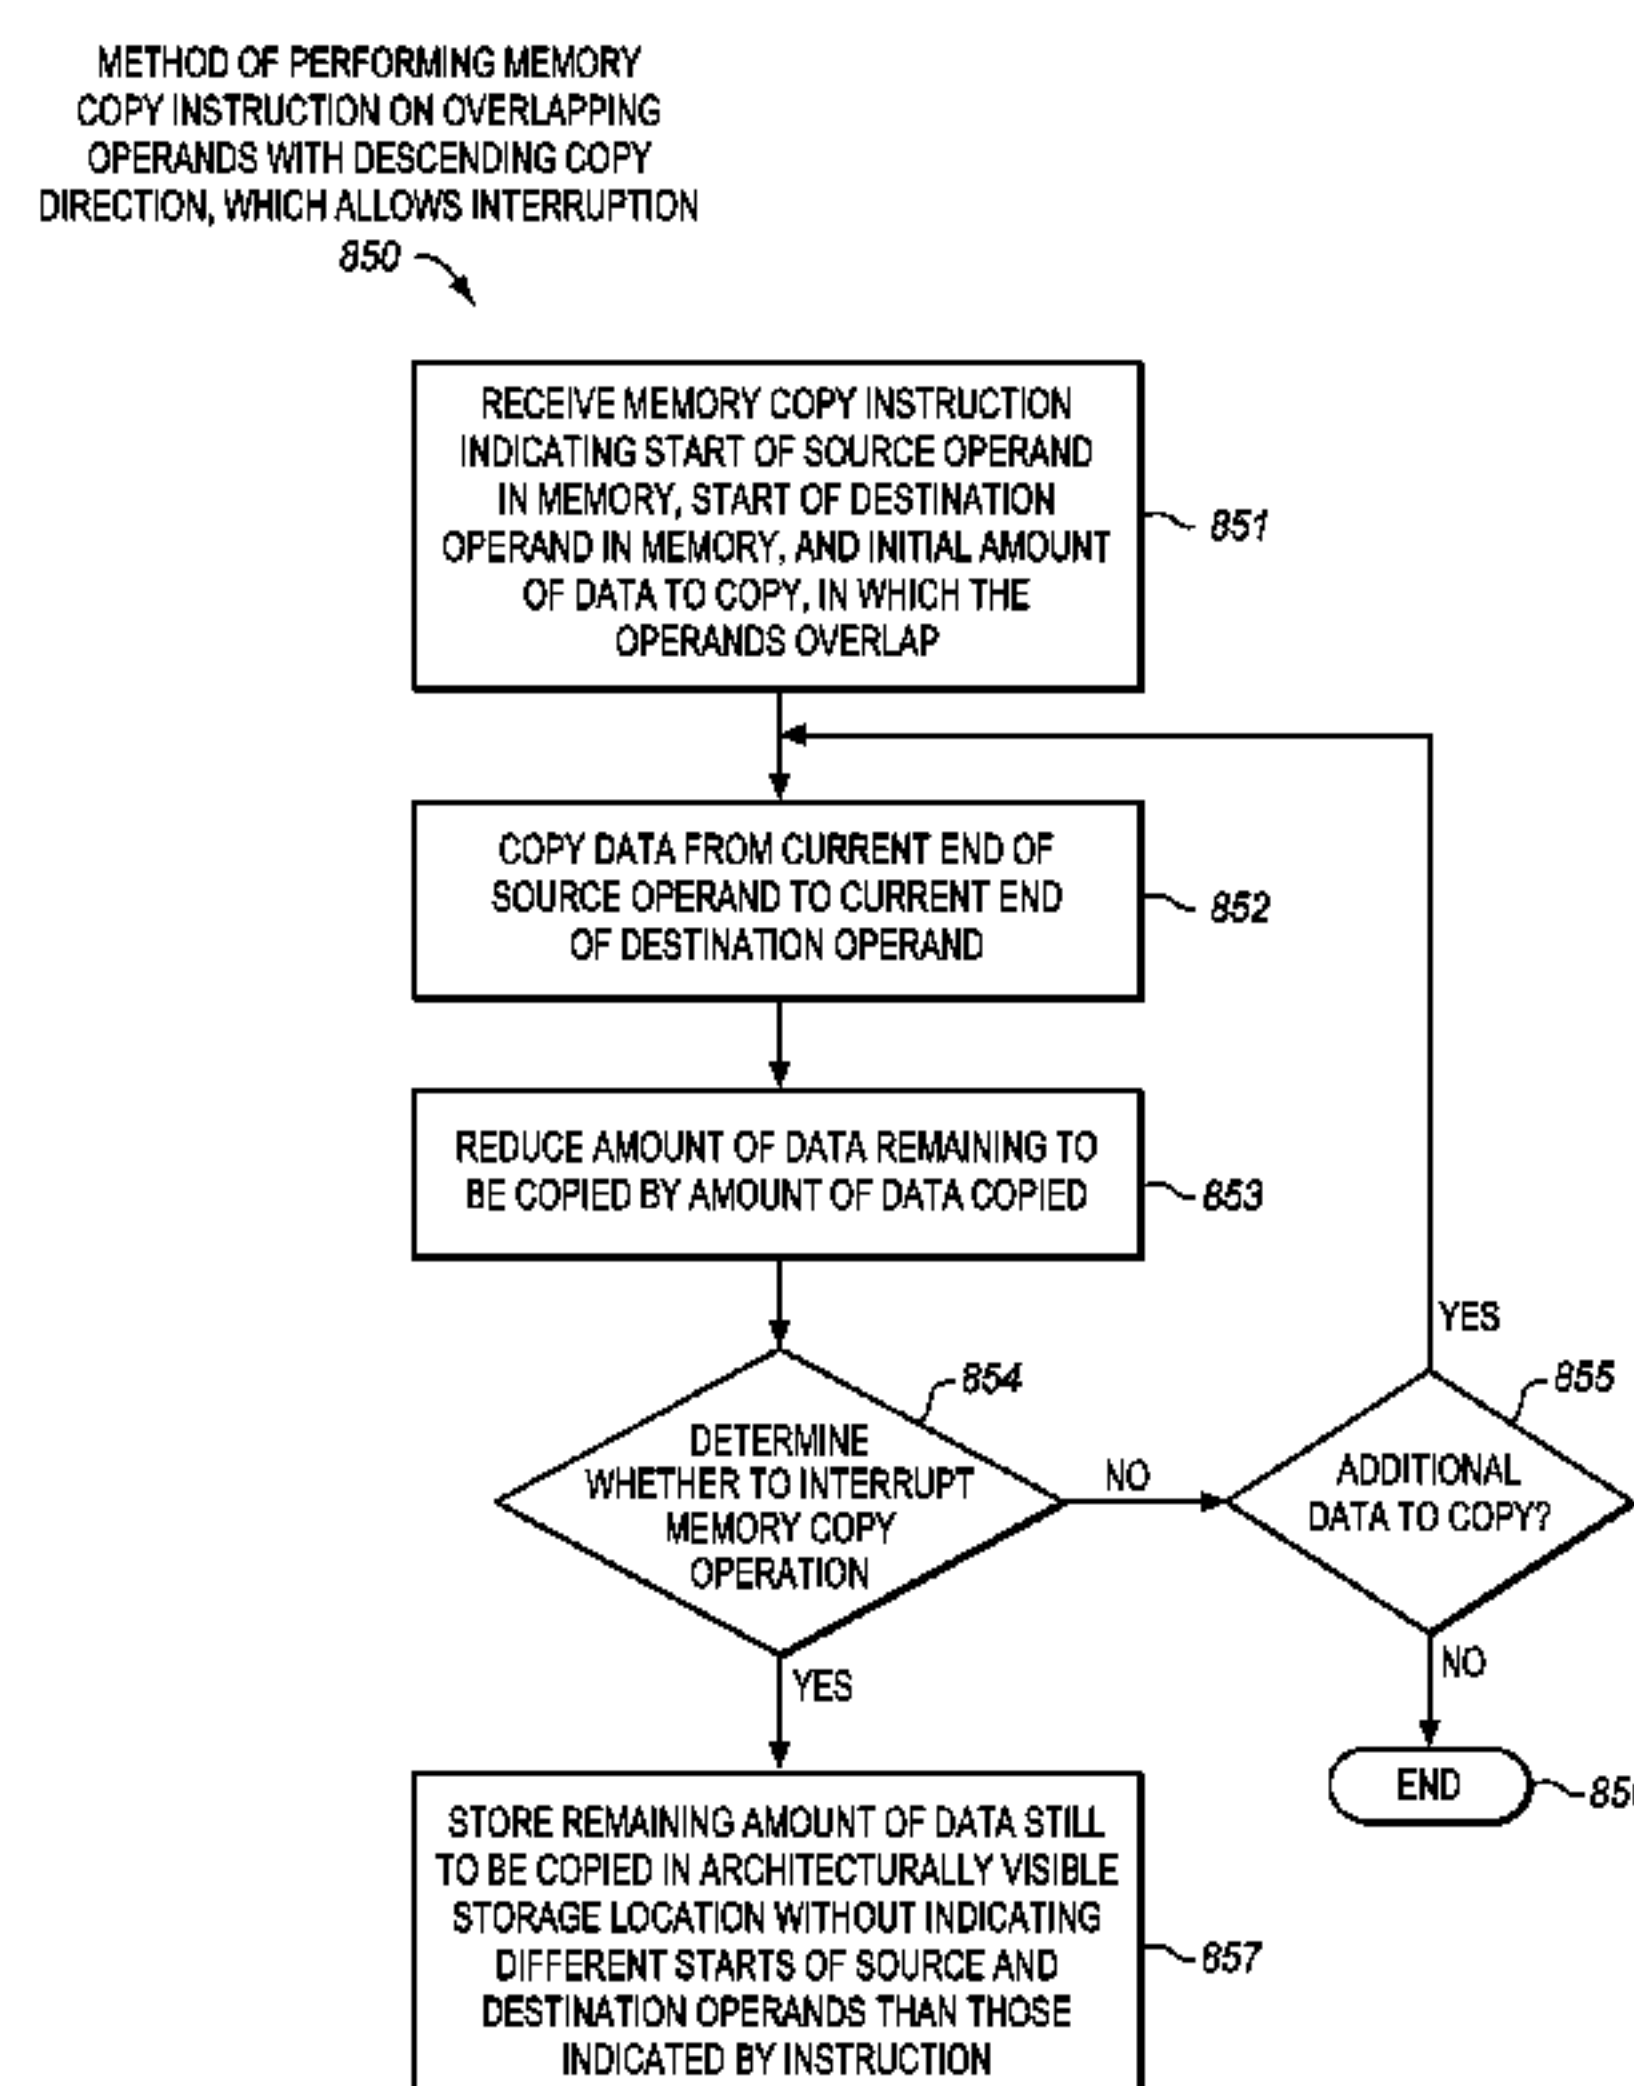 METHOD OF PERFORMING MEMORY
COPY INSTRUCTION ON OVERLAPPING
OPERANDS WITH DESCENDING COPY
DIRECTION, WHICH ALLOWS INTERRUPTION
850
RECEIVE MEMORY COPY INSTRUCTION
INDICATING START OF SOURCE OPERAND
IN MEMORY, START OF DESTINATION
OPERAND IN MEMORY, AND INITIAL AMOUNT
OF DATA TO COPY, IN WHICH THE
OPERANDS OVERLAP
851
COPY DATA FROM CURRENT END OF
SOURCE OPERAND TO CURRENT END
OF DESTINATION OPERAND
852
REDUCE AMOUNT OF DATA REMAINING TO
BE COPIED BY AMOUNT OF DATA COPIED
853
DETERMINE
WHETHER TO INTERRUPT
MEMORY COPY
OPERATION
854
NO
YES
ADDITIONAL
DATA TO COPY?
855
YES
NO
END
STORE REMAINING AMOUNT OF DATA STILL
TO BE COPIED IN ARCHITECTURALLY VISIBLE
STORAGE LOCATION WITHOUT INDICATING
DIFFERENT STARTS OF SOURCE AND
DESTINATION OPERANDS THAN THOSE
INDICATED BY INSTRUCTION
857